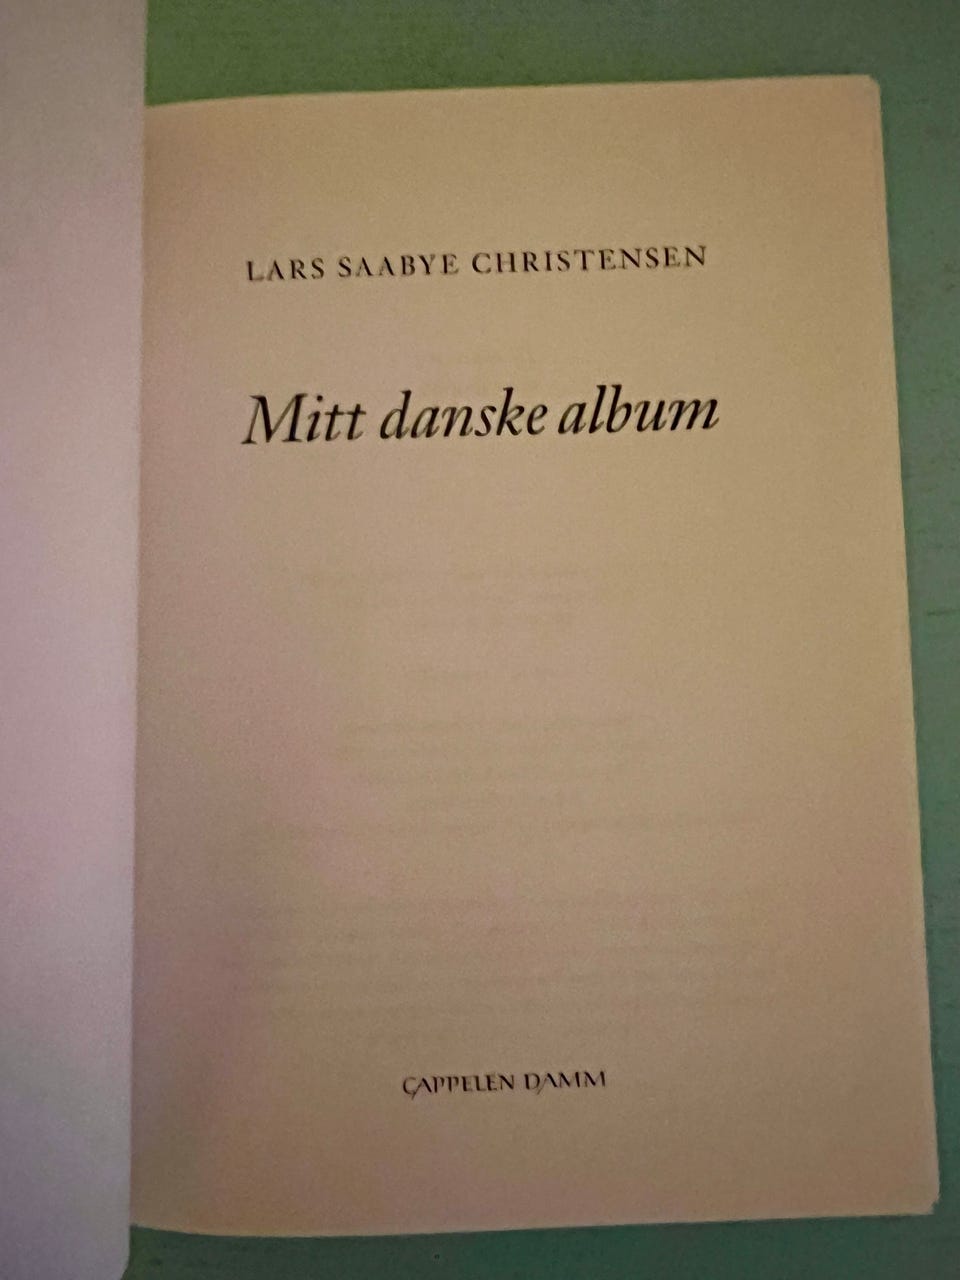 LARS SAABYE CHRISTENSEN
Mitt danske album
CAPPELEN DAMM